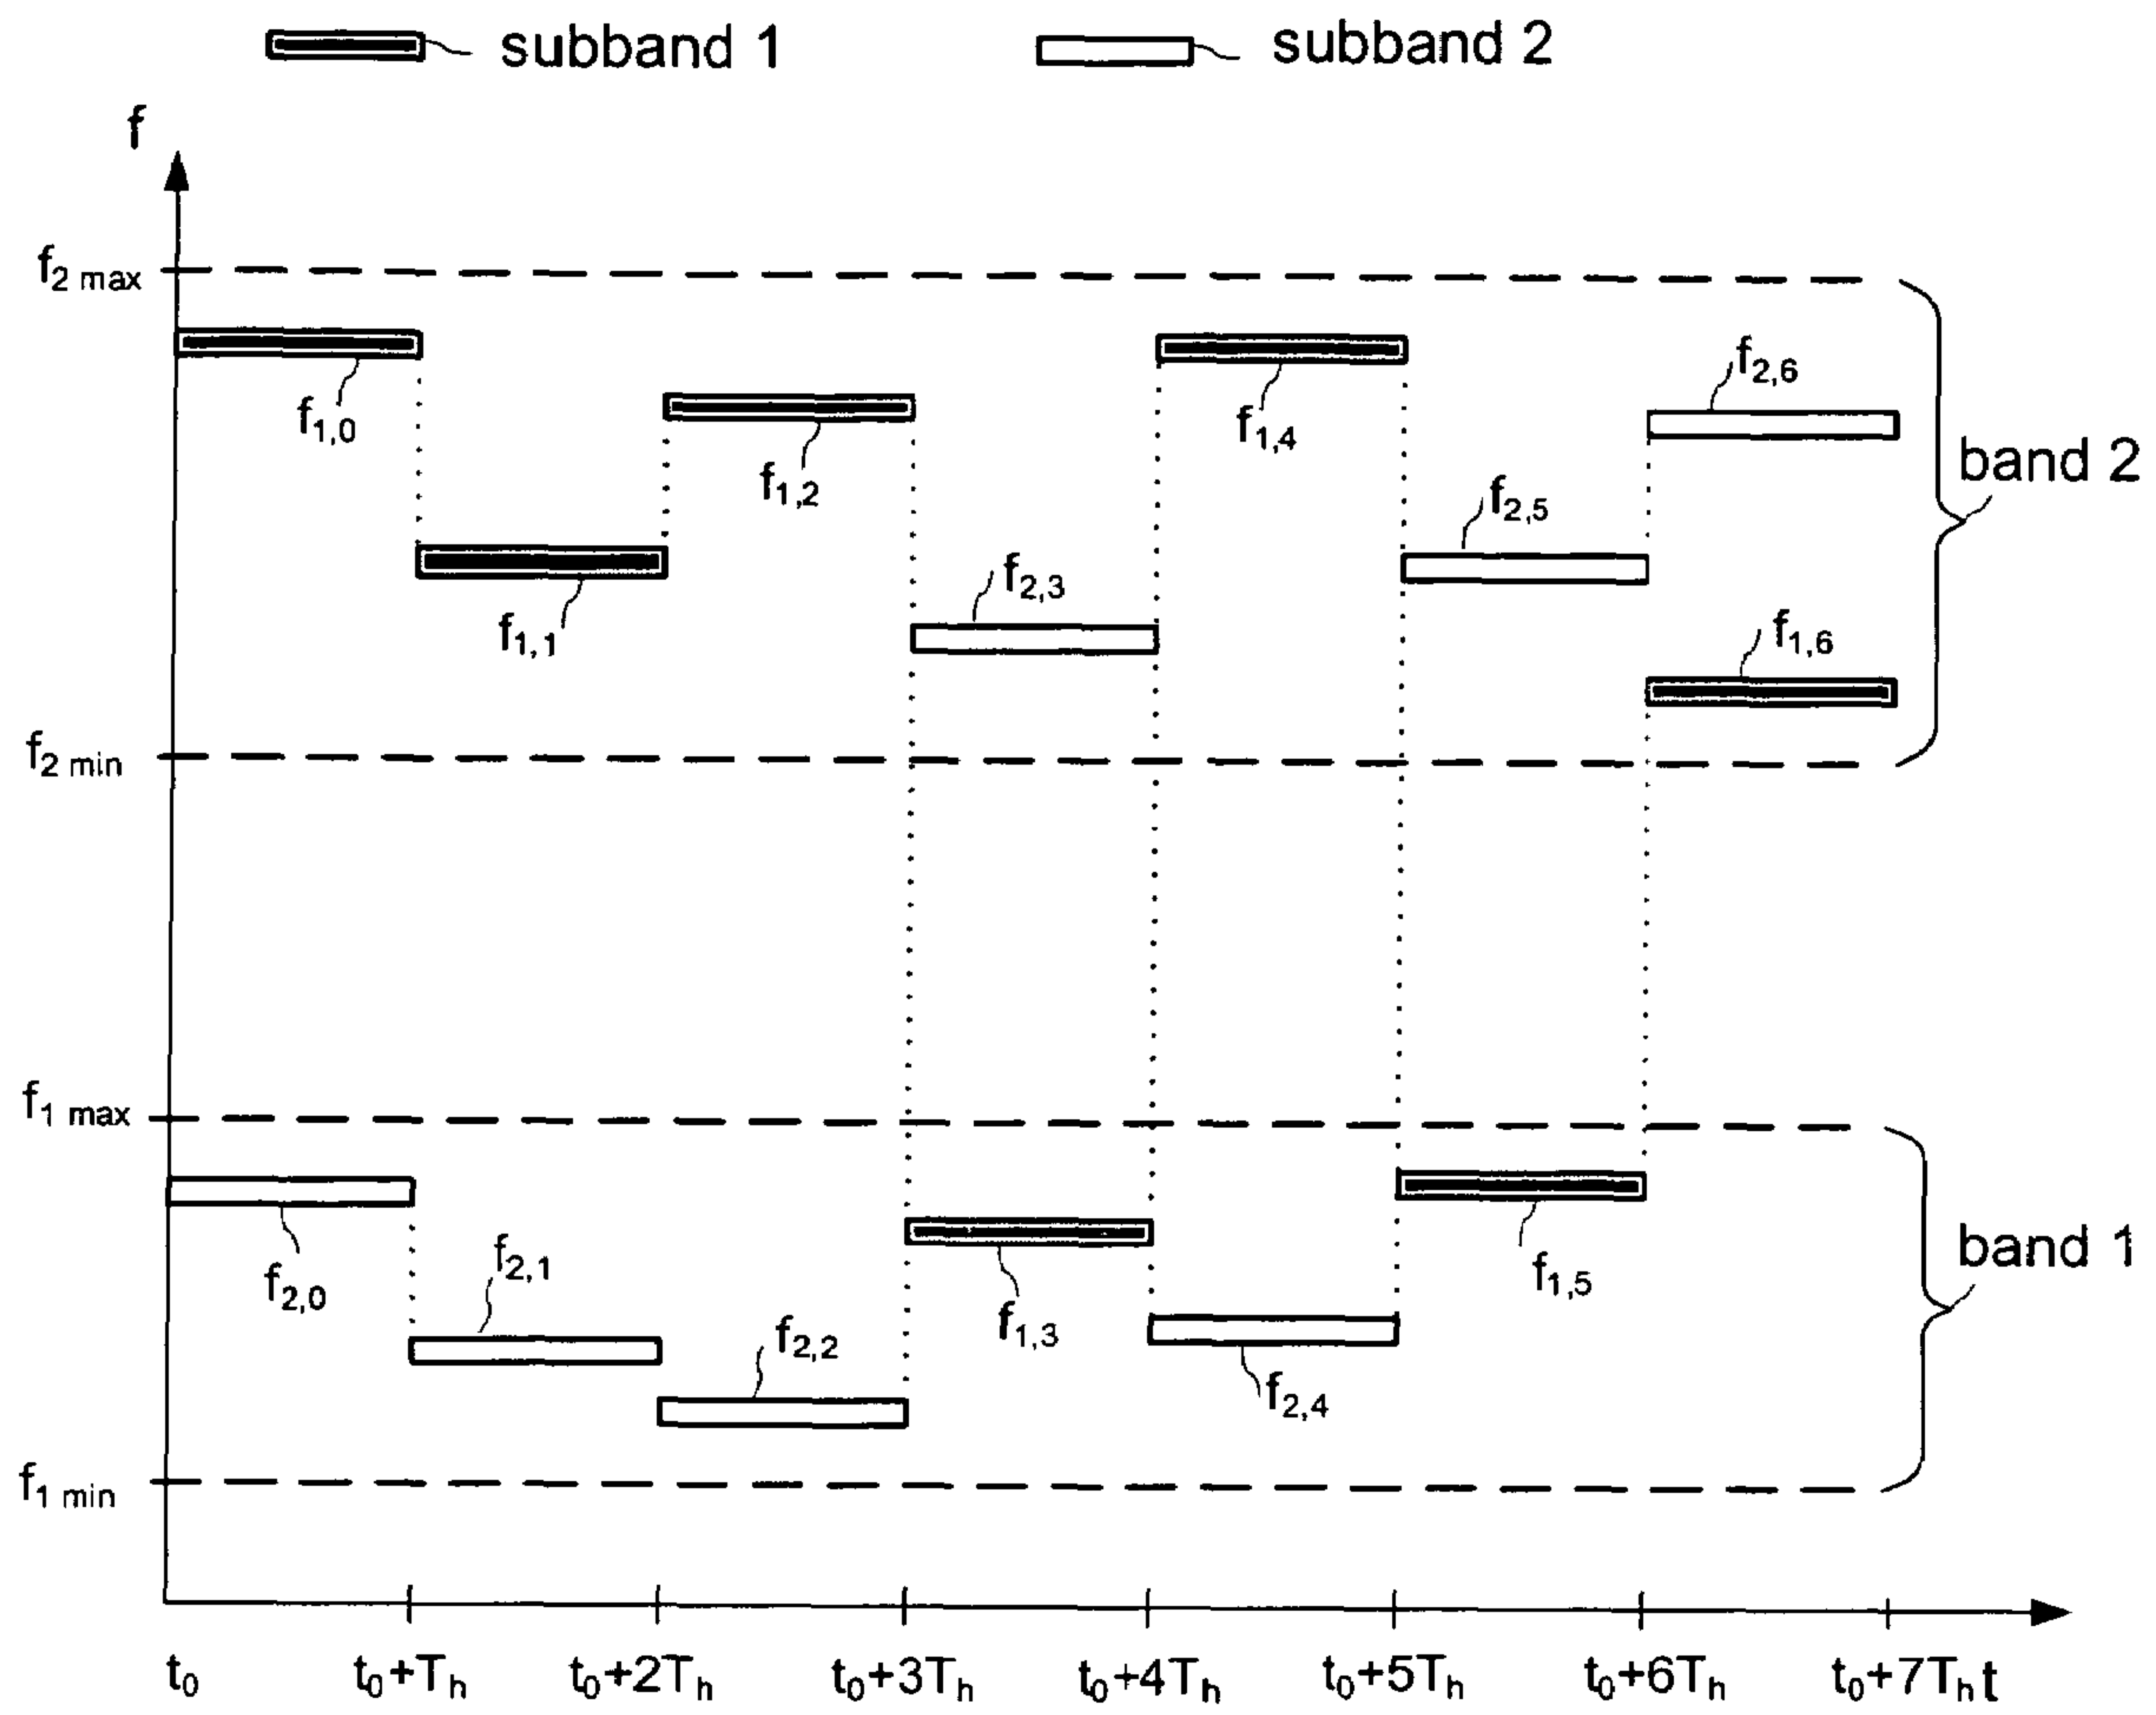 subband 1 subband 2
f
f2 max
f1,0 f1,4 f2,6
band 2
f1,2 f2,5
f1,1 f2,3 f1,6
f2 min
f1 max
f2,0 f2,1 f1,3 f1,5 band 1
f2,2 f2,4
f1 min
t0 t0+Th t0+2Th t0+3Th t0+4Th t0+5Th t0+6Th t0+7Th t